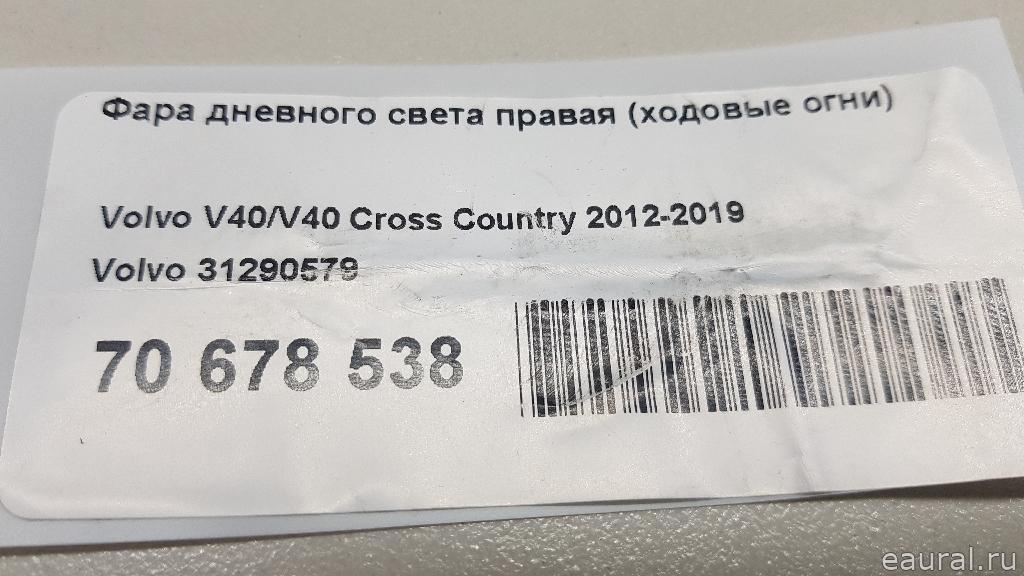 Фара дневного света правая (ходовые огни)
Volvo V40/V40 Cross Country 2012-2019
Volvo 31290579
70 678 538
eaural.ru